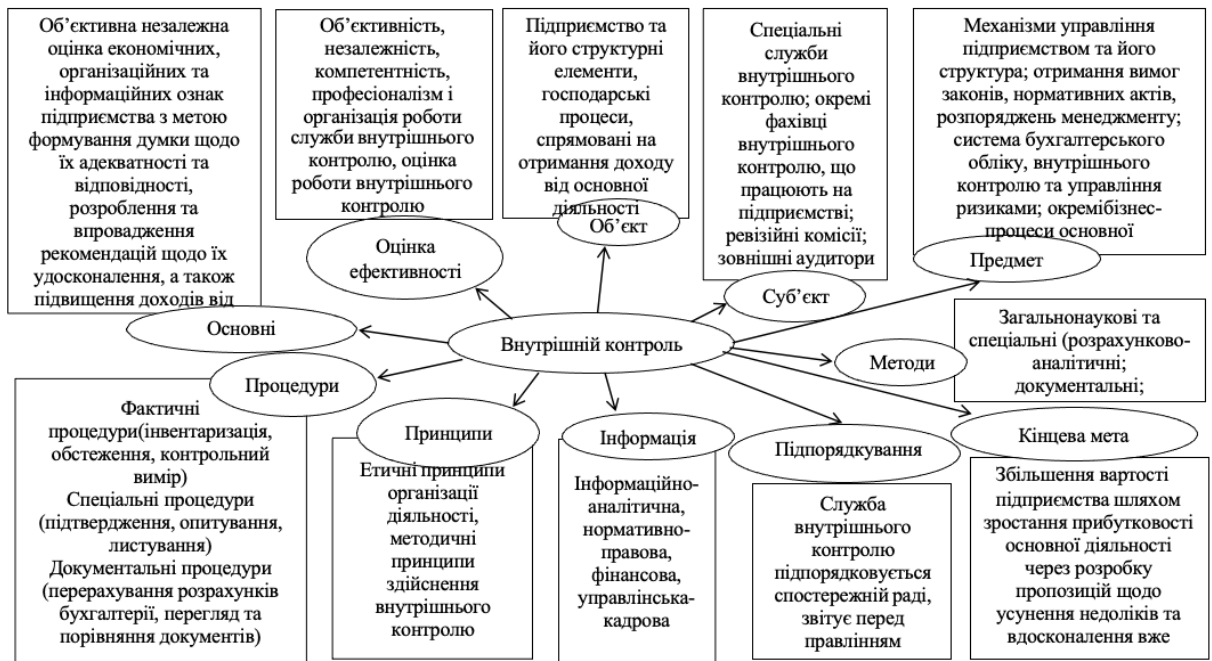 Об’єктивна незалежна
оцінка економічних,
організаційних та
інформаційних ознак
підприємства з метою
формування думки щодо
їх адекватності та
відповідності,
розроблення та
впровадження
рекомендацій щодо їх
удосконалення, а також
підвищення доходів від
Основні
Об’єктивність,
незалежність,
компетентність,
професіоналізм і
організація роботи
служби внутрішнього
контролю, оцінка
роботи внутрішнього
контролю
Оцінка
ефективності
Підприємство та
його структурні
елементи,
господарські
процеси,
спрямовані на
отримання доходу
від основної
діяльності
Об’єкт
Спеціальні
служби
внутрішнього
контролю; окремі
фахівці
внутрішнього
контролю, що
працюють на
підприємстві;
ревізійні комісії;
зовнішні аудитори
Суб’єкт
Механізми управління
підприємством та його
структура; отримання вимог
законів, нормативних актів,
розпоряджень менеджменту;
система бухгалтерського
обліку, внутрішнього
контролю та управління
ризиками; окремібізнес-
процеси основної
Предмет
Внутрішній контроль
Загальнонаукові та
спеціальні (розрахунково-
аналітичні;
документальні;
Методи
Процедури
Фактичні
процедури(інвентаризація,
обстеження, контрольний
вимір)
Спеціальні процедури
(підтвердження, опитування,
листування)
Документальні процедури
(перерахування розрахунків
бухгалтерії, перегляд та
порівняння документів)
Принципи
Етичні принципи
організації
діяльності,
методичні
принципи
здійснення
внутрішнього
контролю
Інформація
Інформаційно-
аналітична,
нормативно-
правова,
фінансова,
управлінська-
кадрова
Підпорядкування
Служба
внутрішнього
контролю
підпорядковується
спостережній раді,
звітує перед
правлінням
Кінцева мета
Збільшення вартості
підприємства шляхом
зростання прибутковості
основної діяльності
через розробку
пропозицій щодо
усунення недоліків та
вдосконалення вже